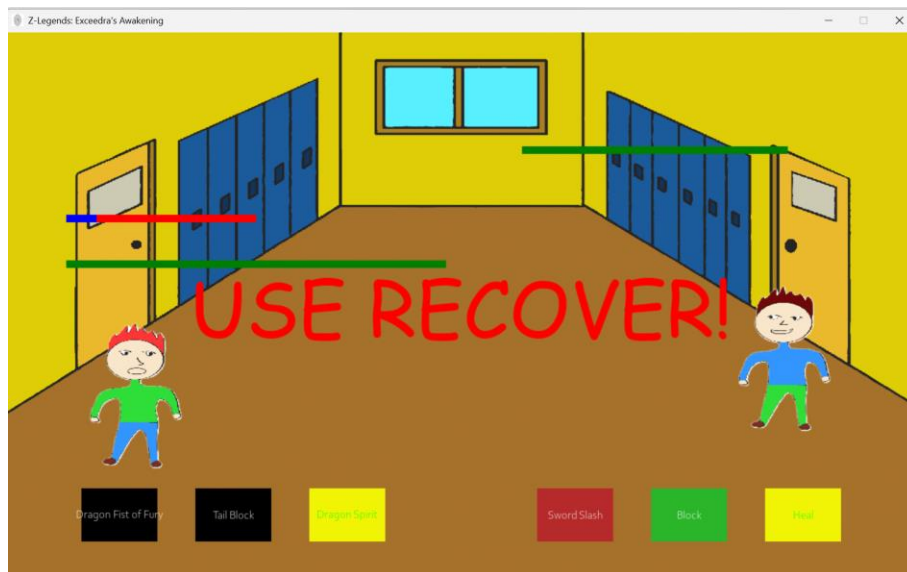 Z-Legends: Exceedra's Awakening
USE RECOVER!
Dragon Fist of Fury Tail Block Dragon Spirit Sword Slash Block Heal